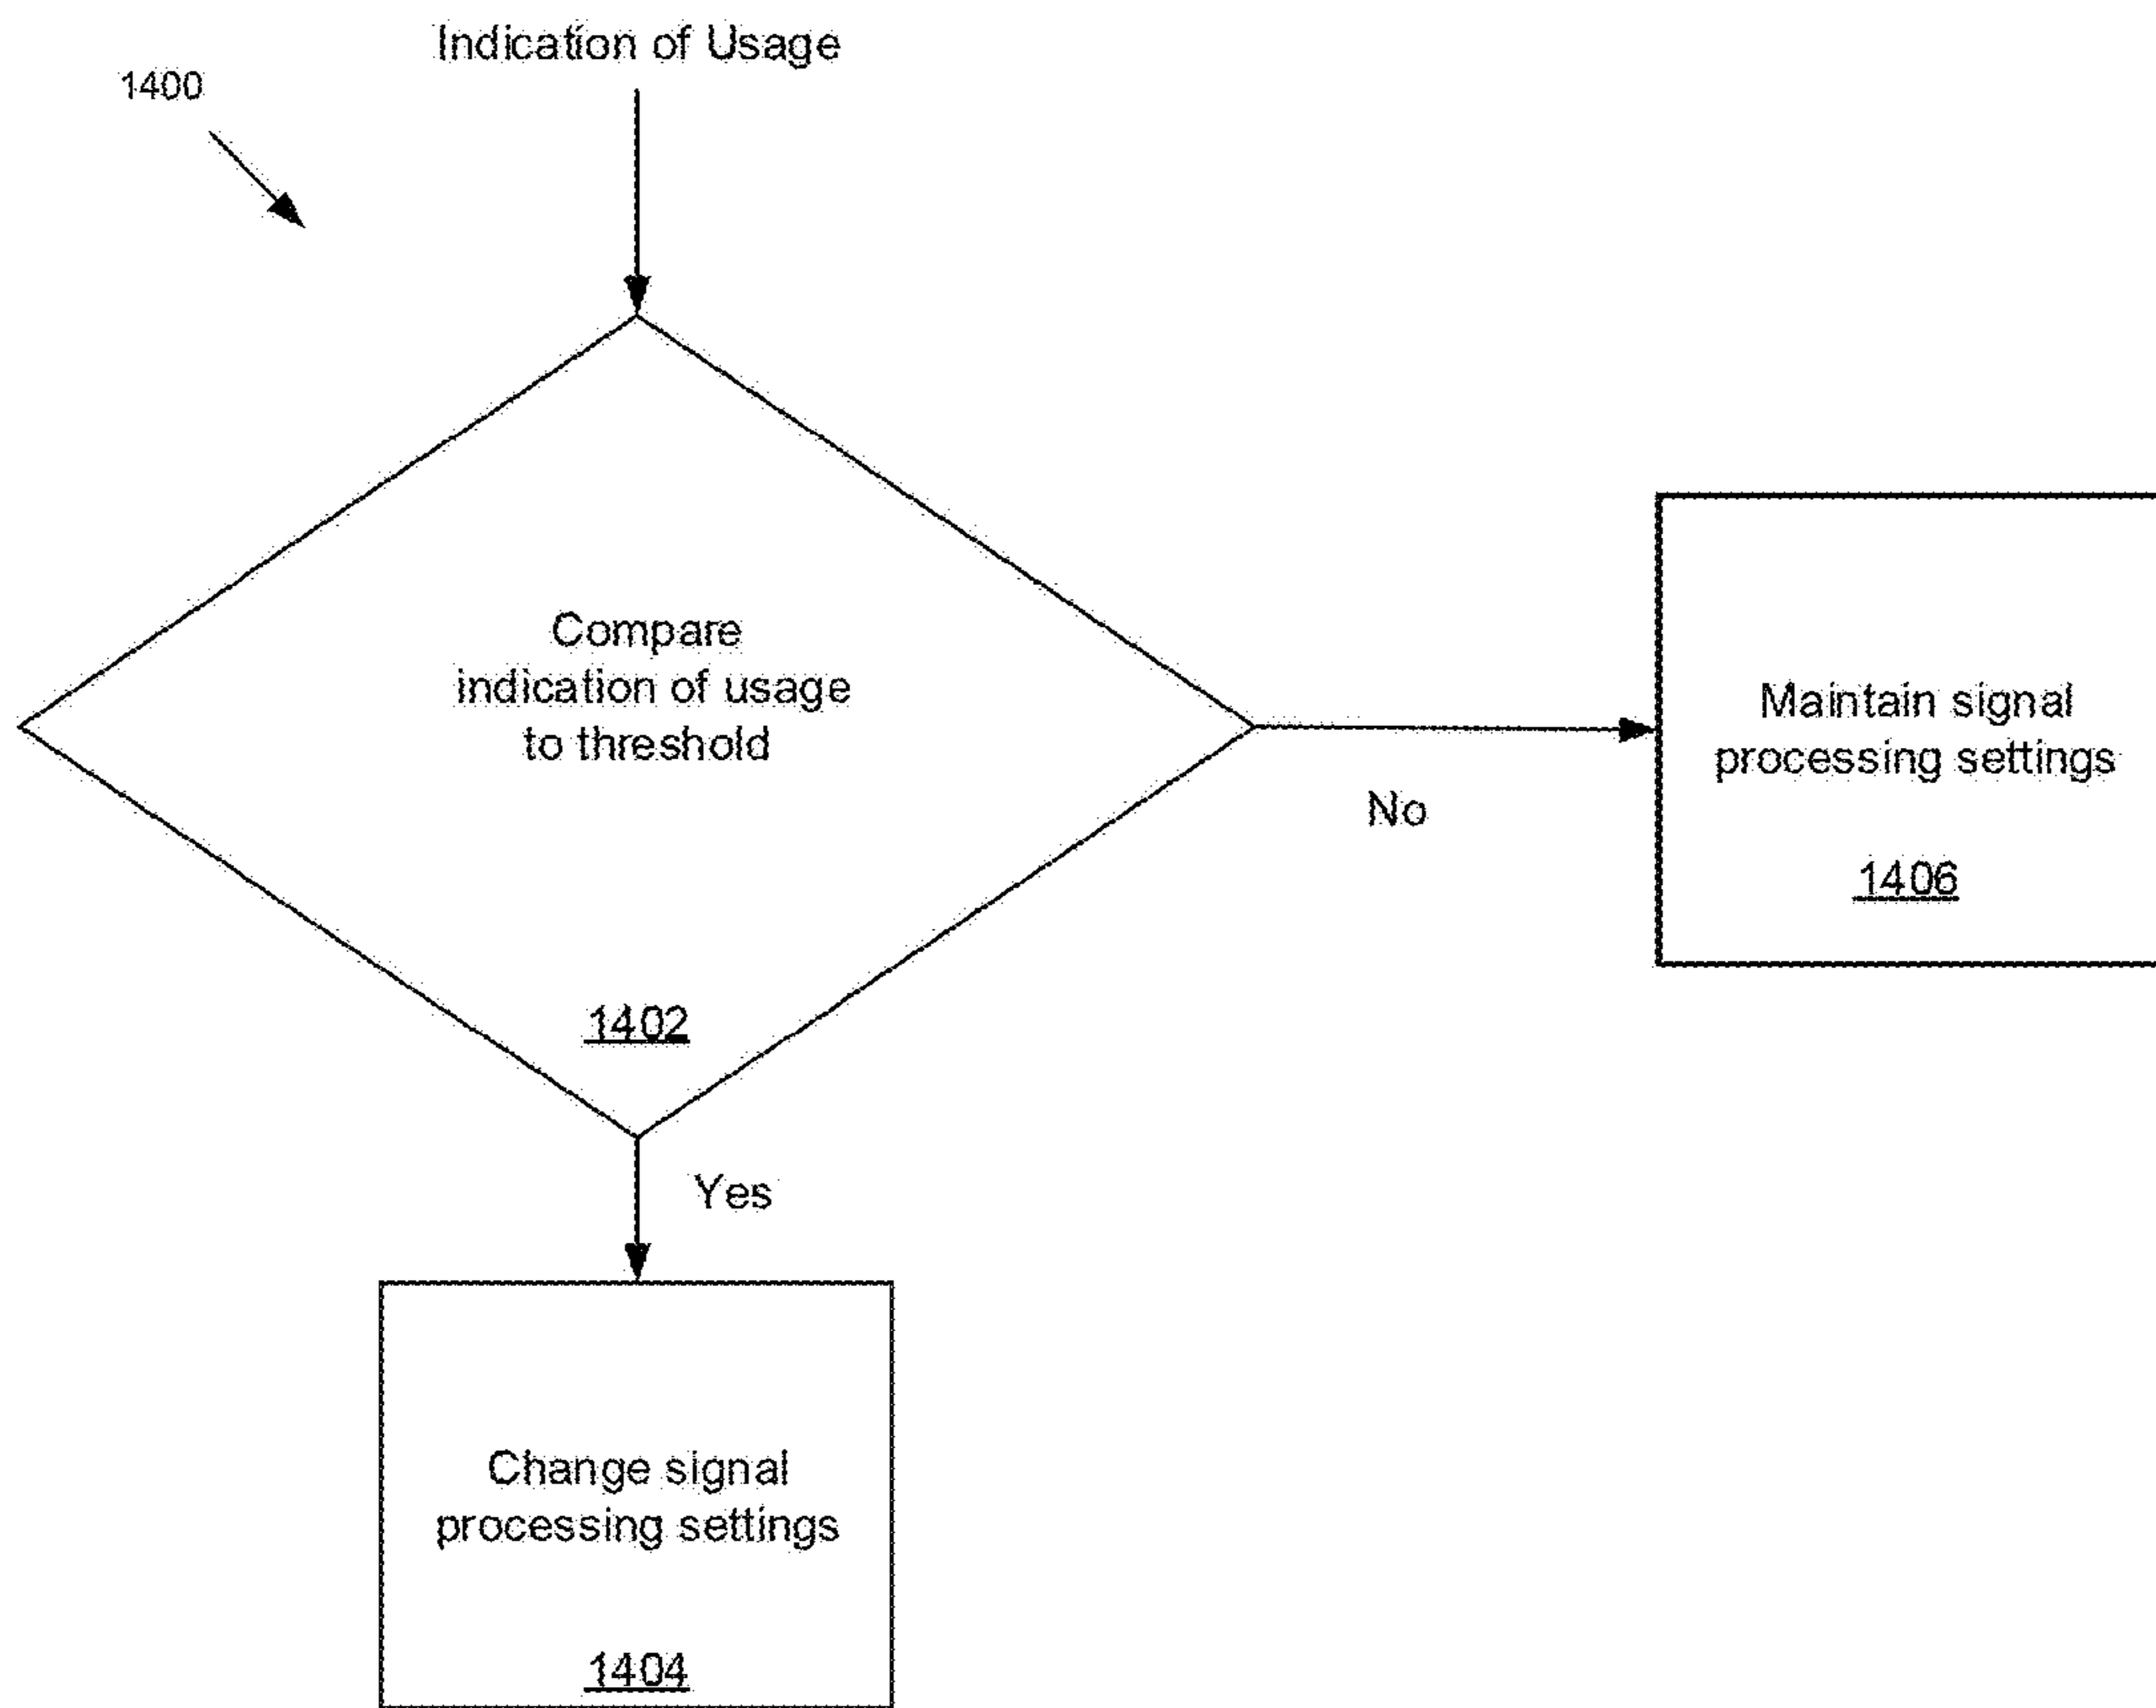 Indication of Usage
1400
Compare
indication of usage
to threshold
1402
No
Maintain signal
processing settings
1406
Yes
Change signal
processing settings
1404